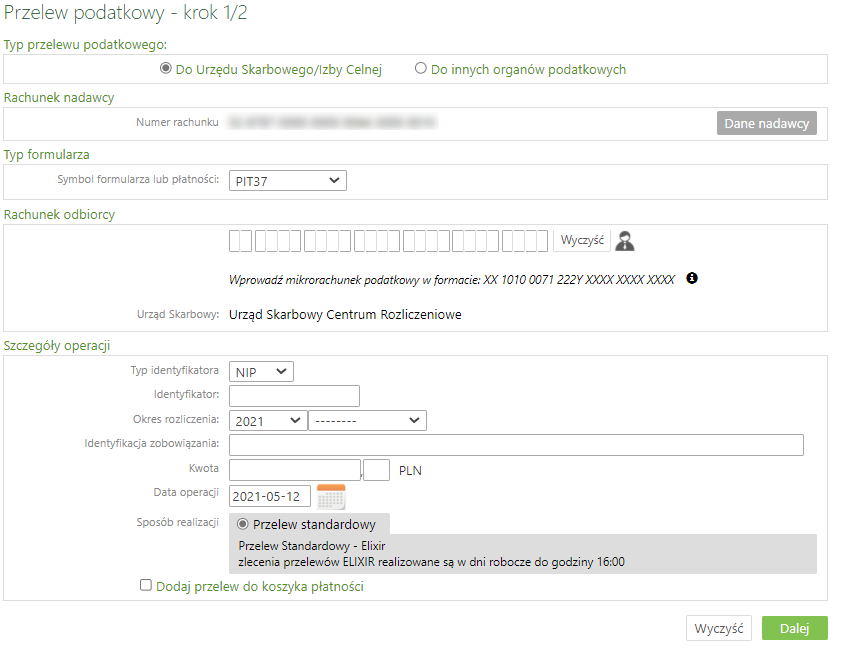 Przelew podatkowy - krok 1/2
Typ przelewu podatkowego:
Do Urzędu Skarbowego/Izby Celnej Do innych organów podatkowych
Rachunek nadawcy
Numer rachunku Dane nadawcy
Typ formularza
Symbol formularza lub płatności: PIT37
Rachunek odbiorcy
Wyczyść
Wprowadź mikrorachunek podatkowy w formacie: XX 1010 0071 222Y XXXX XXXX XXXX
Urząd Skarbowy: Urząd Skarbowy Centrum Rozliczeniowe
Szczegóły operacji
Typ identyfikatora NIP
Identyfikator:
Okres rozliczenia: 2021 --------
Identyfikacja zobowiązania:
Kwota , PLN
Data operacji 2021-05-12
Sposób realizacji Przelew standardowy
Przelew Standardowy - Elixir
zlecenia przelewów ELIXIR realizowane są w dni robocze do godziny 16:00
Dodaj przelew do koszyka płatności
Wyczyść Dalej